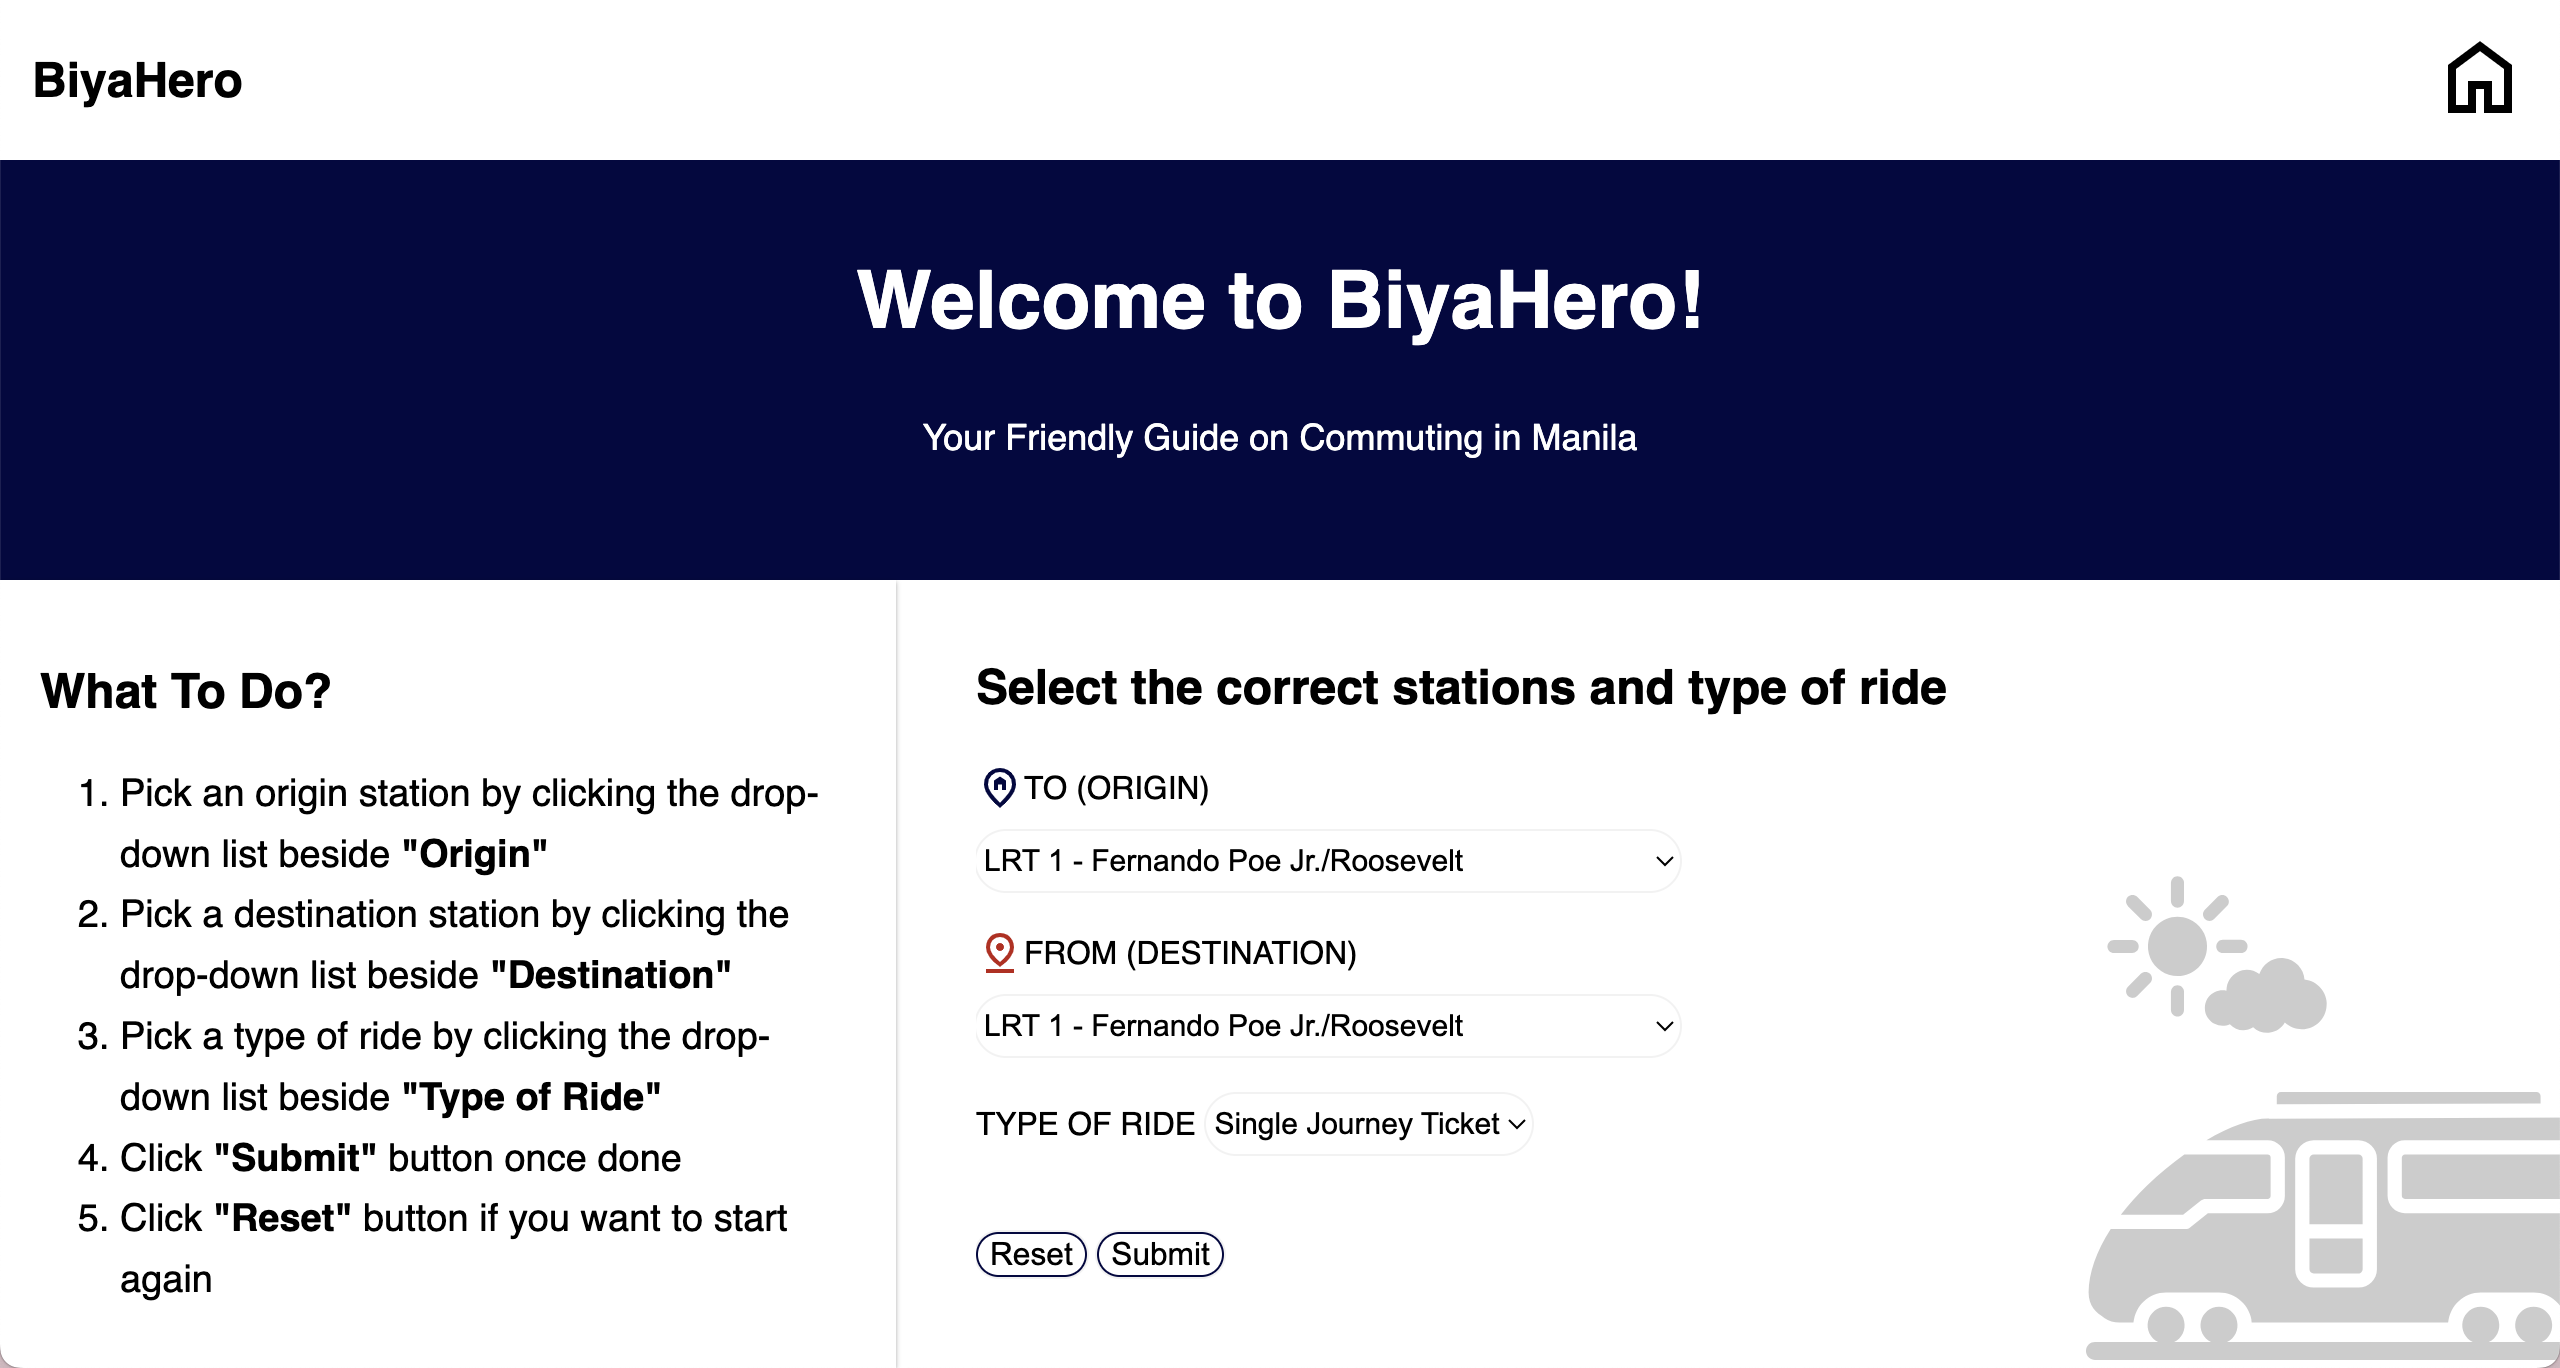 BiyaHero
Welcome to BiyaHero!
Your Friendly Guide on Commuting in Manila
What To Do?
1. Pick an origin station by clicking the drop-
down list beside "Origin"
2. Pick a destination station by clicking the
drop-down list beside "Destination"
3. Pick a type of ride by clicking the drop-
down list beside "Type of Ride"
4. Click "Submit" button once done
5. Click "Reset" button if you want to start
again
Select the correct stations and type of ride
TO (ORIGIN)
LRT 1 - Fernando Poe Jr./Roosevelt
FROM (DESTINATION)
LRT 1 - Fernando Poe Jr./Roosevelt
TYPE OF RIDE Single Journey Ticket
Reset Submit